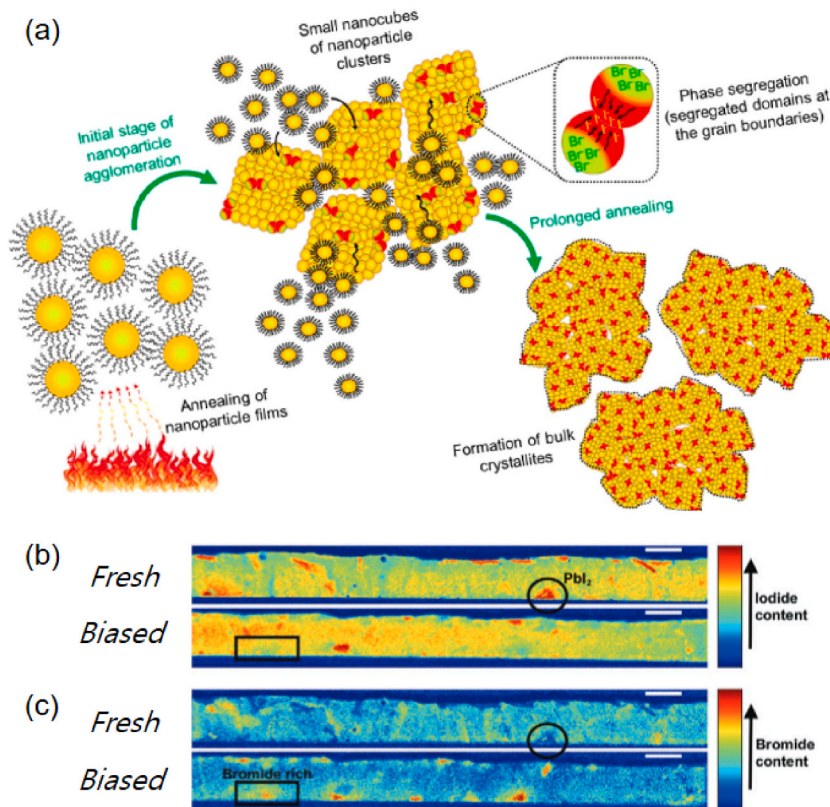 (a)
Small nanocubes
of nanoparticle
clusters
Br
Br
Br
Br
Br
Br
Br
Phase segregation
(segregated domains at
the grain boundaries)
Initial stage of
nanoparticle
agglomeration
Prolonged annealing
Annealing of
nanoparticle films
Formation of bulk
crystallites
(b)
Fresh
PbI₂
Biased
Iodide
content
(c)
Fresh
Biased
Bromide rich
Bromide
content